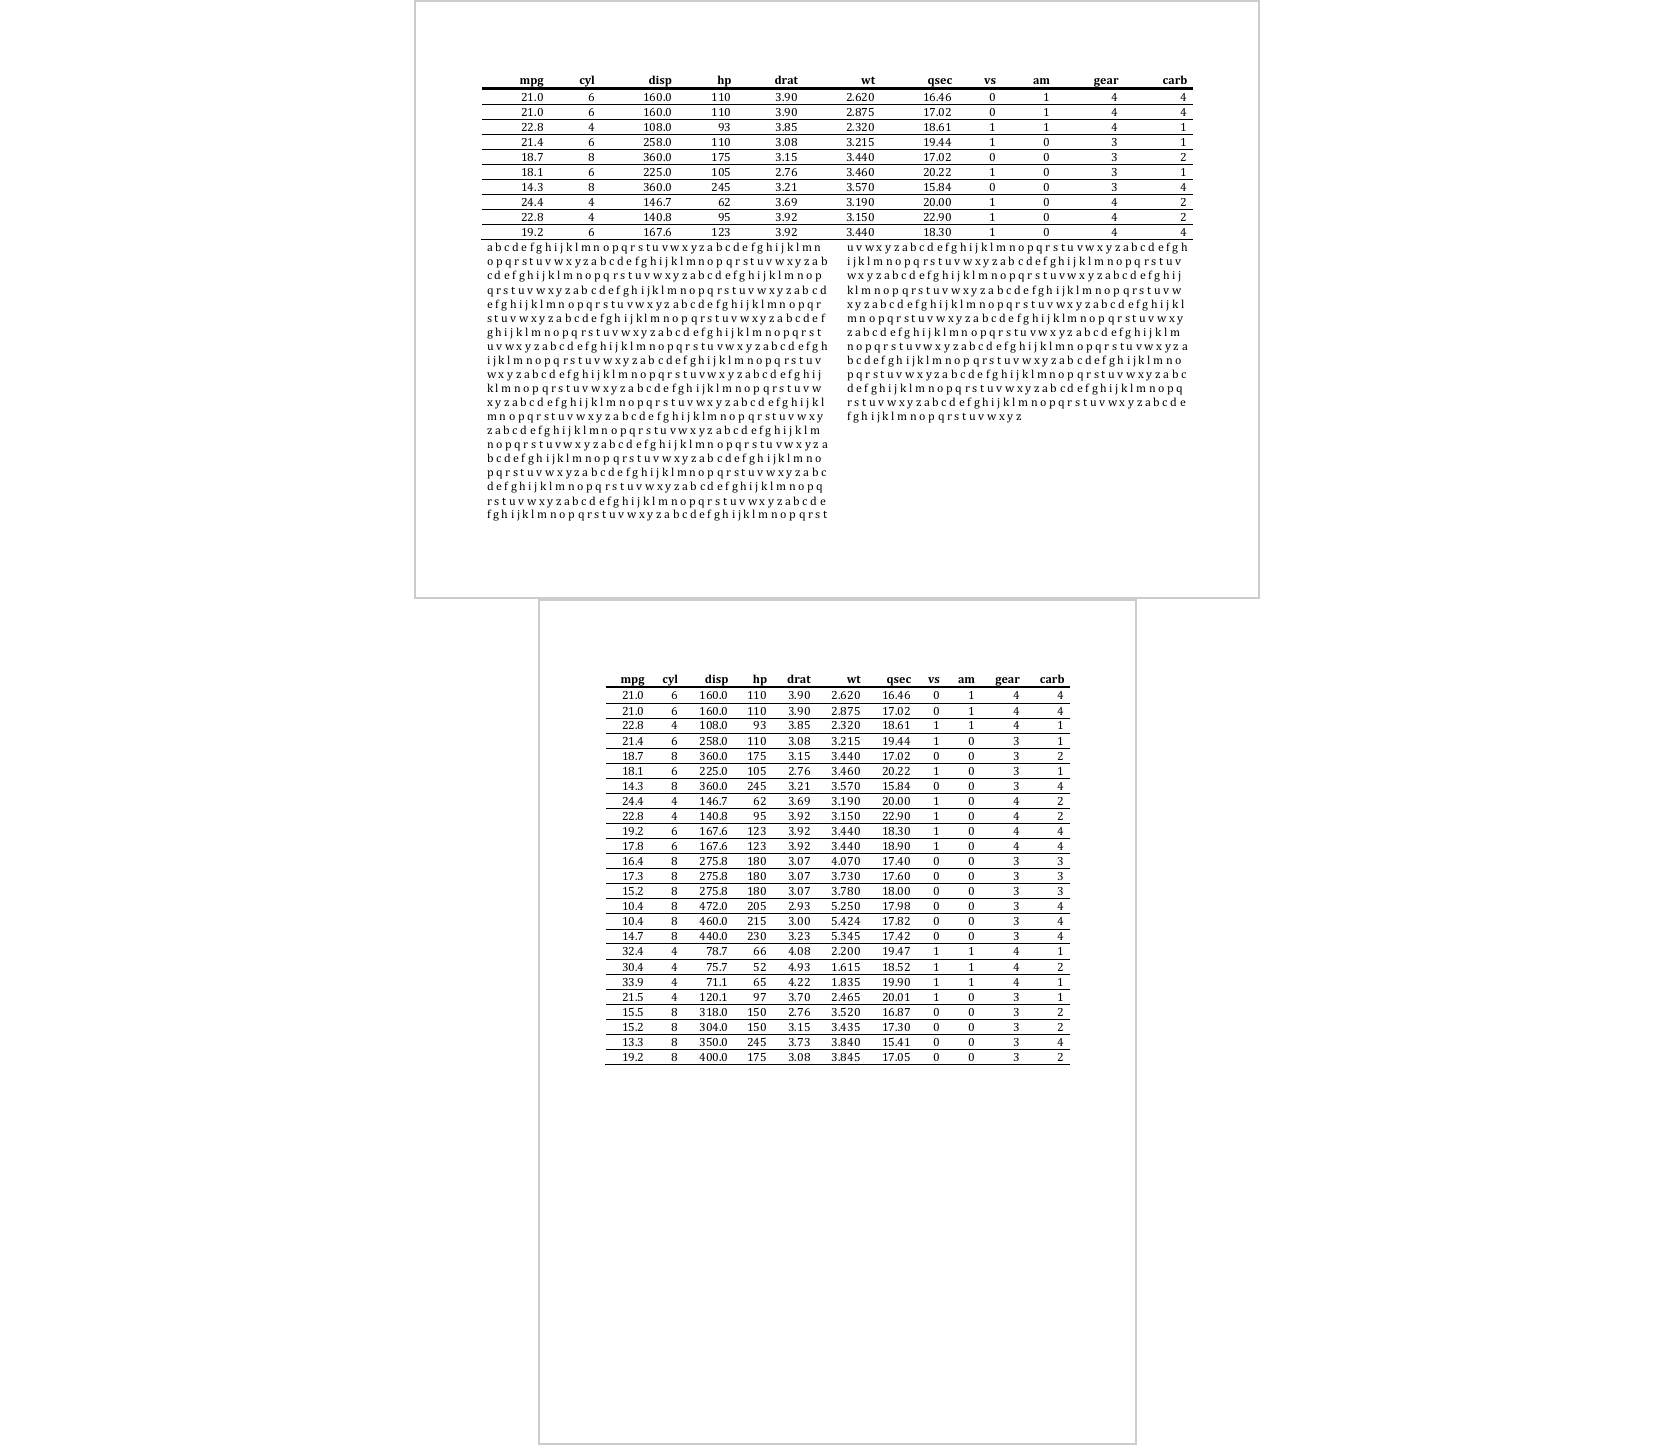 mpg cyl disp hp drat wt qsec vs am gear carb
21.0 6 160.0 110 3.90 2.620 16.46 0 1 4 4
21.0 6 160.0 110 3.90 2.875 17.02 0 1 4 4
22.8 4 108.0 93 3.85 2.320 18.61 1 1 4 1
21.4 6 258.0 110 3.08 3.215 19.44 1 0 3 1
18.7 8 360.0 175 3.15 3.440 17.02 0 0 3 2
18.1 6 225.0 105 2.76 3.460 20.22 1 0 3 1
14.3 8 360.0 245 3.21 3.570 15.84 0 0 3 4
24.4 4 146.7 62 3.69 3.190 20.00 1 0 4 2
22.8 4 140.8 95 3.92 3.150 22.90 1 0 4 2
19.2 6 167.6 123 3.92 3.440 18.30 1 0 4 4
a b c d e f g h i j k l m n o p q r s t u v w x y z a b c d e f g h i j k l m n
o p q r s t u v w x y z a b c d e f g h i j k l m n o p q r s t u v w x y z a b
c d e f g h i j k l m n o p q r s t u v w x y z a b c d e f g h i j k l m n o p
q r s t u v w x y z a b c d e f g h i j k l m n o p q r s t u v w x y z a b c d
e f g h i j k l m n o p q r s t u v w x y z a b c d e f g h i j k l m n o p q r
s t u v w x y z a b c d e f g h i j k l m n o p q r s t u v w x y z a b c d e f
g h i j k l m n o p q r s t u v w x y z a b c d e f g h i j k l m n o p q r s t
u v w x y z a b c d e f g h i j k l m n o p q r s t u v w x y z a b c d e f g h
i j k l m n o p q r s t u v w x y z a b c d e f g h i j k l m n o p q r s t u v
w x y z a b c d e f g h i j k l m n o p q r s t u v w x y z a b c d e f g h i j
k l m n o p q r s t u v w x y z a b c d e f g h i j k l m n o p q r s t u v w
x y z a b c d e f g h i j k l m n o p q r s t u v w x y z a b c d e f g h i j k l
m n o p q r s t u v w x y z a b c d e f g h i j k l m n o p q r s t u v w x y
z a b c d e f g h i j k l m n o p q r s t u v w x y z a b c d e f g h i j k l m
n o p q r s t u v w x y z a b c d e f g h i j k l m n o p q r s t u v w x y z a
b c d e f g h i j k l m n o p q r s t u v w x y z a b c d e f g h i j k l m n o
p q r s t u v w x y z a b c d e f g h i j k l m n o p q r s t u v w x y z a b c
d e f g h i j k l m n o p q r s t u v w x y z a b c d e f g h i j k l m n o p q
r s t u v w x y z a b c d e f g h i j k l m n o p q r s t u v w x y z a b c d e
f g h i j k l m n o p q r s t u v w x y z a b c d e f g h i j k l m n o p q r s t
u v w x y z a b c d e f g h i j k l m n o p q r s t u v w x y z a b c d e f g h
i j k l m n o p q r s t u v w x y z a b c d e f g h i j k l m n o p q r s t u v
w x y z a b c d e f g h i j k l m n o p q r s t u v w x y z a b c d e f g h i j
k l m n o p q r s t u v w x y z a b c d e f g h i j k l m n o p q r s t u v w
x y z a b c d e f g h i j k l m n o p q r s t u v w x y z a b c d e f g h i j k l
m n o p q r s t u v w x y z a b c d e f g h i j k l m n o p q r s t u v w x y
z a b c d e f g h i j k l m n o p q r s t u v w x y z a b c d e f g h i j k l m
n o p q r s t u v w x y z a b c d e f g h i j k l m n o p q r s t u v w x y z a
b c d e f g h i j k l m n o p q r s t u v w x y z a b c d e f g h i j k l m n o
p q r s t u v w x y z a b c d e f g h i j k l m n o p q r s t u v w x y z a b c
d e f g h i j k l m n o p q r s t u v w x y z a b c d e f g h i j k l m n o p q
r s t u v w x y z a b c d e f g h i j k l m n o p q r s t u v w x y z a b c d e
f g h i j k l m n o p q r s t u v w x y z
mpg cyl disp hp drat wt qsec vs am gear carb
21.0 6 160.0 110 3.90 2.620 16.46 0 1 4 4
21.0 6 160.0 110 3.90 2.875 17.02 0 1 4 4
22.8 4 108.0 93 3.85 2.320 18.61 1 1 4 1
21.4 6 258.0 110 3.08 3.215 19.44 1 0 3 1
18.7 8 360.0 175 3.15 3.440 17.02 0 0 3 2
18.1 6 225.0 105 2.76 3.460 20.22 1 0 3 1
14.3 8 360.0 245 3.21 3.570 15.84 0 0 3 4
24.4 4 146.7 62 3.69 3.190 20.00 1 0 4 2
22.8 4 140.8 95 3.92 3.150 22.90 1 0 4 2
19.2 6 167.6 123 3.92 3.440 18.30 1 0 4 4
17.8 6 167.6 123 3.92 3.440 18.90 1 0 4 4
16.4 8 275.8 180 3.07 4.070 17.40 0 0 3 3
17.3 8 275.8 180 3.07 3.730 17.60 0 0 3 3
15.2 8 275.8 180 3.07 3.780 18.00 0 0 3 3
10.4 8 472.0 205 2.93 5.250 17.98 0 0 3 4
10.4 8 460.0 215 3.00 5.424 17.82 0 0 3 4
14.7 8 440.0 230 3.23 5.345 17.42 0 0 3 4
32.4 4 78.7 66 4.08 2.200 19.47 1 1 4 1
30.4 4 75.7 52 4.93 1.615 18.52 1 1 4 2
33.9 4 71.1 65 4.22 1.835 19.90 1 1 4 1
21.5 4 120.1 97 3.70 2.465 20.01 1 0 3 1
15.5 8 318.0 150 2.76 3.520 16.87 0 0 3 2
15.2 8 304.0 150 3.15 3.435 17.30 0 0 3 2
13.3 8 350.0 245 3.73 3.840 15.41 0 0 3 4
19.2 8 400.0 175 3.08 3.845 17.05 0 0 3 2